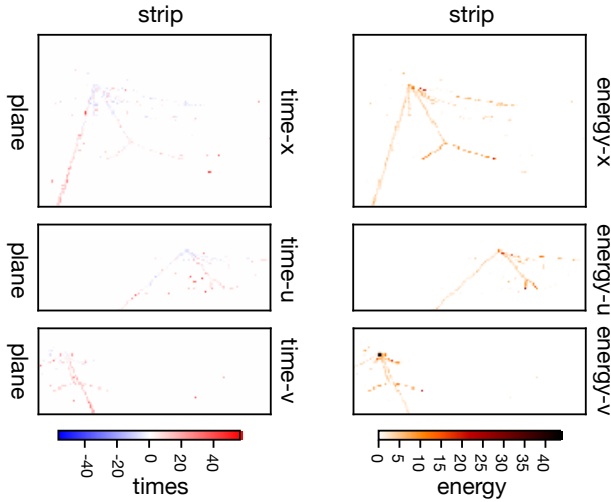 strip strip
plane time-x energy-x
plane time-u energy-u
plane time-v energy-v
-40 -20 0 20 40
0 5 10 15 20 25 30 35 40
times energy